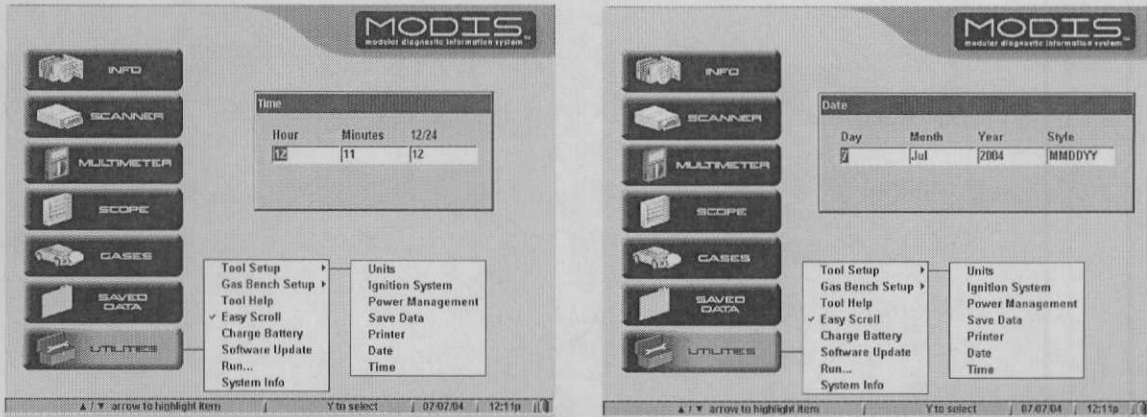 MODIS™
modular diagnostic information system
INFO
SCANNER
MULTIMETER
SCOPE
GASES
SAVED
DATA
UTILITIES
Time
Hour Minutes 12/24
12 11 12
Tool Setup
Gas Bench Setup
Tool Help
✓ Easy Scroll
Charge Battery
Software Update
Run...
System Info
Units
Ignition System
Power Management
Save Data
Printer
Date
Time
▲ / ▼ arrow to highlight item Y to select 07/07/04 12:11p
MODIS™
modular diagnostic information system
INFO
SCANNER
MULTIMETER
SCOPE
GASES
SAVED
DATA
UTILITIES
Date
Day Month Year Style
7 Jul 2004 MMDDYY
Tool Setup
Gas Bench Setup
Tool Help
✓ Easy Scroll
Charge Battery
Software Update
Run...
System Info
Units
Ignition System
Power Management
Save Data
Printer
Date
Time
▲ / ▼ arrow to highlight item Y to select 07/07/04 12:11p